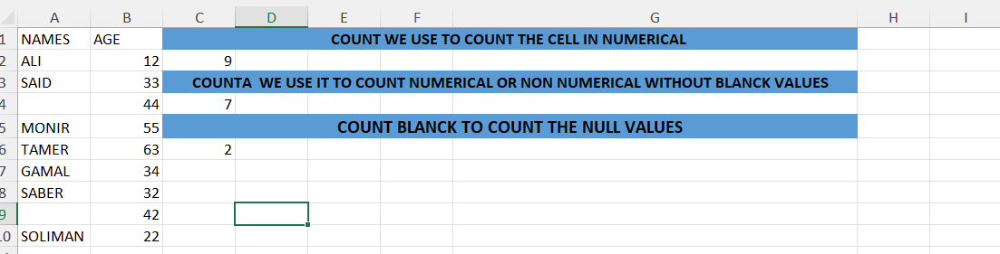 A B C D E F G H I
1 NAMES AGE COUNT WE USE TO COUNT THE CELL IN NUMERICAL
2 ALI 12 9
3 SAID 33 COUNTA WE USE IT TO COUNT NUMERICAL OR NON NUMERICAL WITHOUT BLANCK VALUES
4 44 7
5 MONIR 55 COUNT BLANCK TO COUNT THE NULL VALUES
6 TAMER 63 2
7 GAMAL 34
8 SABER 32
9 42
0 SOLIMAN 22